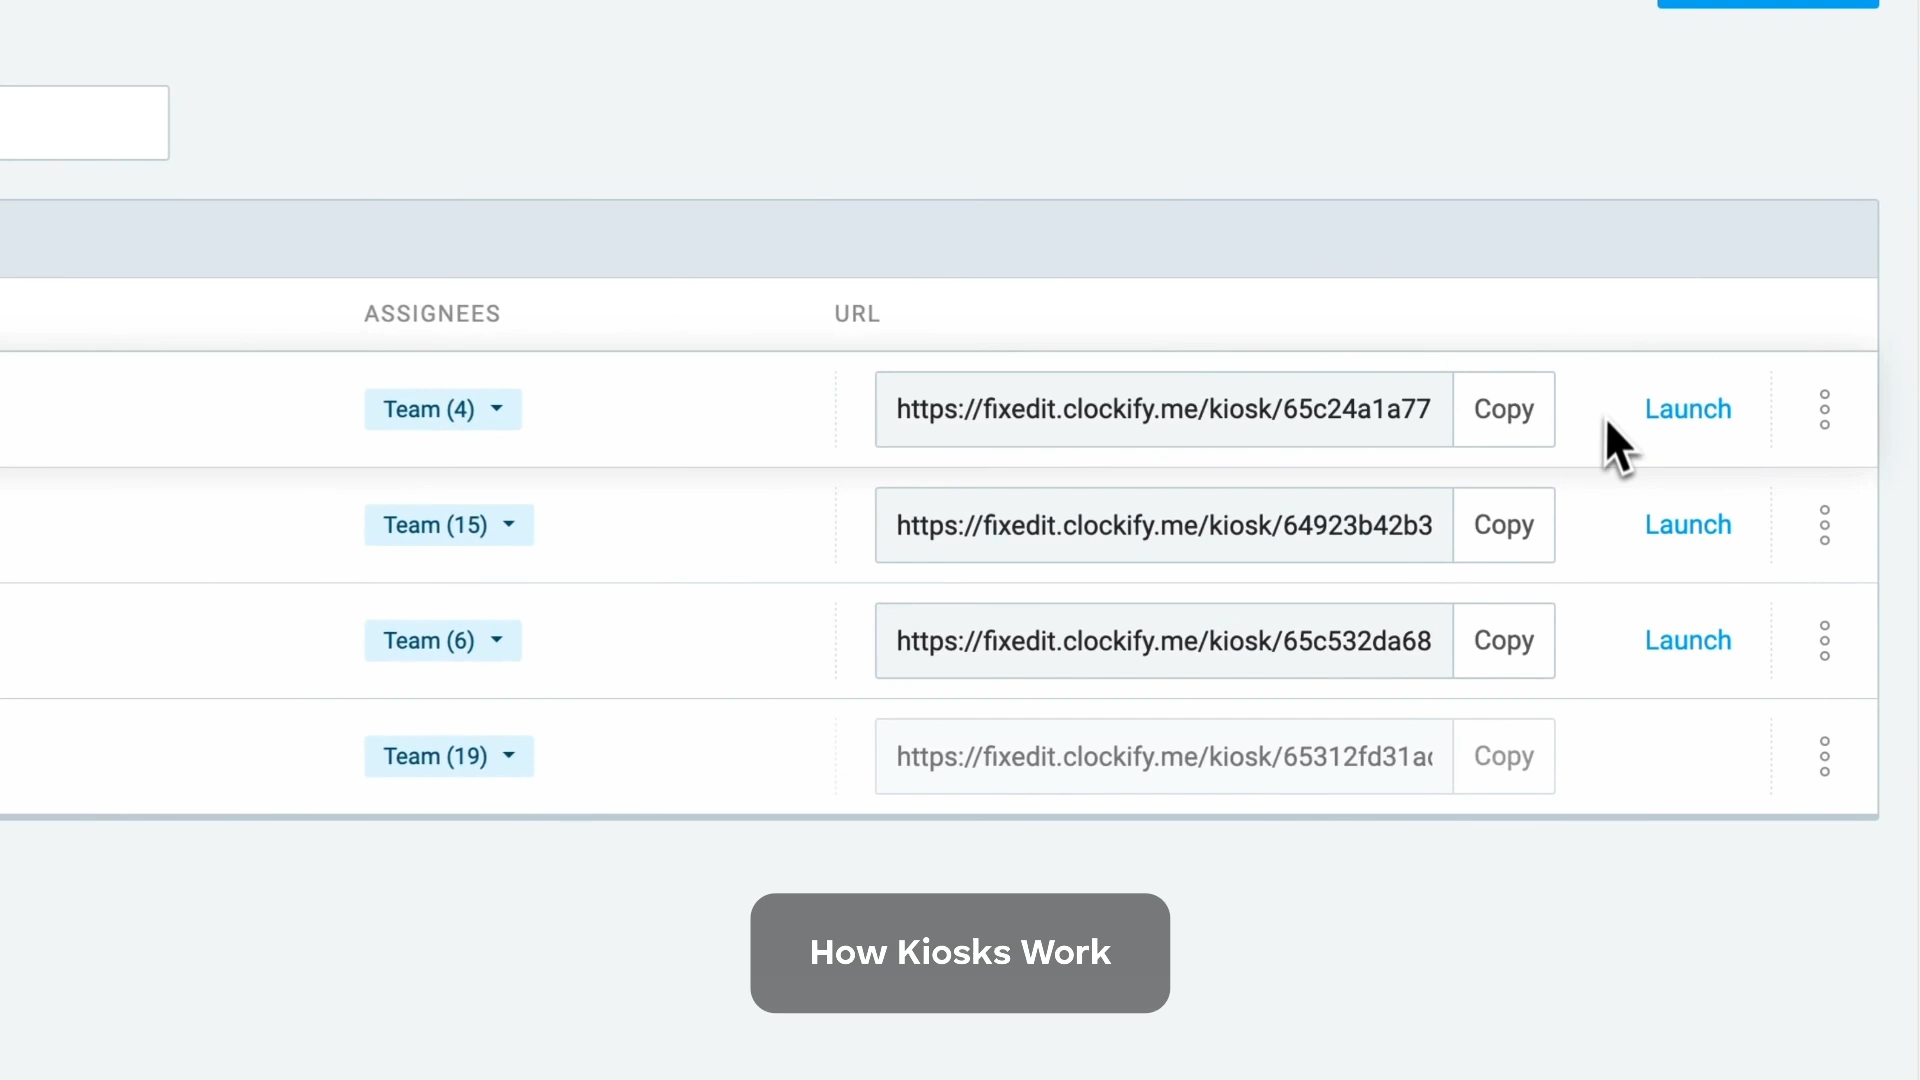 ASSIGNEES URL
Team (4) https://fixedit.clockify.me/kiosk/65c24a1a77 Copy Launch
Team (15) https://fixedit.clockify.me/kiosk/64923b42b3 Copy Launch
Team (6) https://fixedit.clockify.me/kiosk/65c532da68 Copy Launch
Team (19) https://fixedit.clockify.me/kiosk/65312fd31a Copy
How Kiosks Work